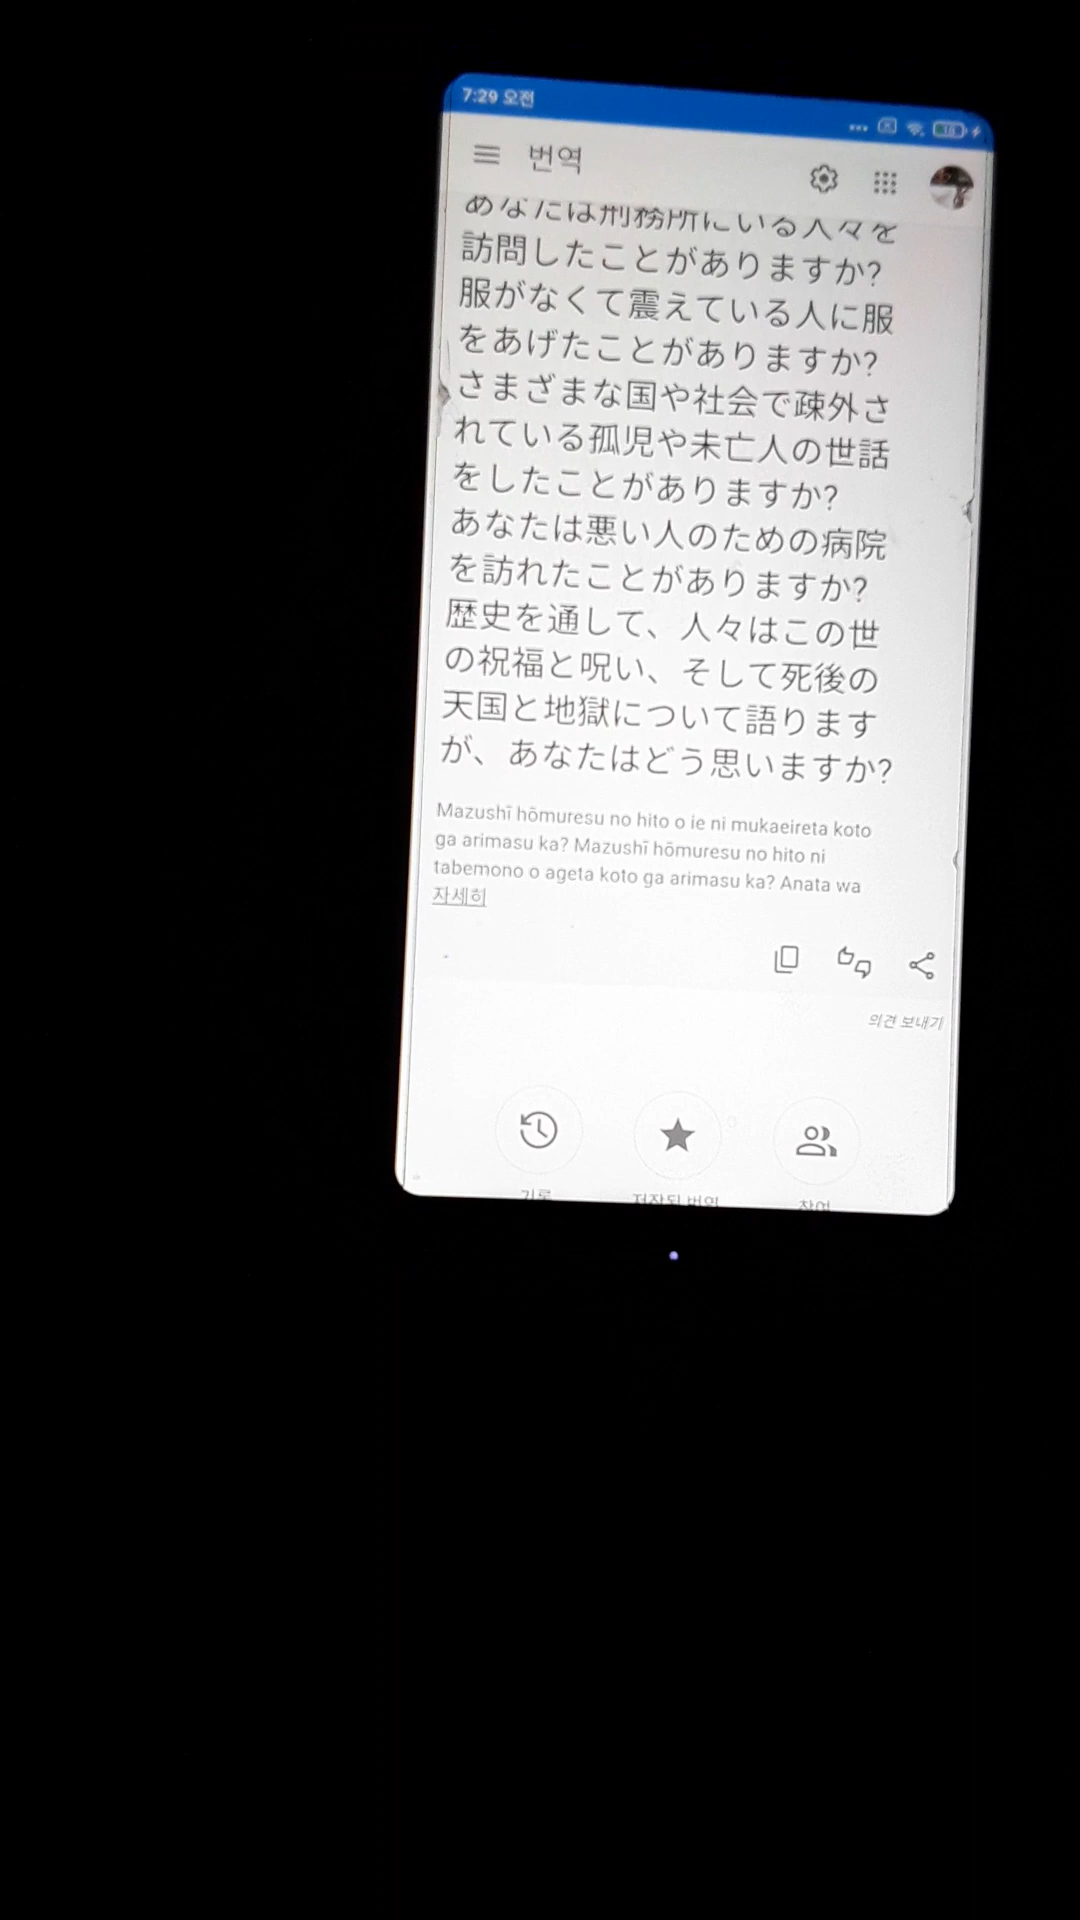 7:29 오전
번역
あなたは刑務所にいる人々を
訪問したことがありますか?
服がなくて震えている人に服
をあげたことがありますか?
さまざまな国や社会で疎外さ
れている孤児や未亡人の世話
をしたことがありますか?
あなたは悪い人のための病院
を訪れたことがありますか?
歴史を通して、人々はこの世
の祝福と呪い、そして死後の
天国と地獄について語ります
が、あなたはどう思いますか?
Mazushī hōmuresu no hito o ie ni mukaeireta koto
ga arimasu ka? Mazushī hōmuresu no hito ni
tabemono o ageta koto ga arimasu ka? Anata wa
자세히
의견 보내기
기록 저장된 번역 참여